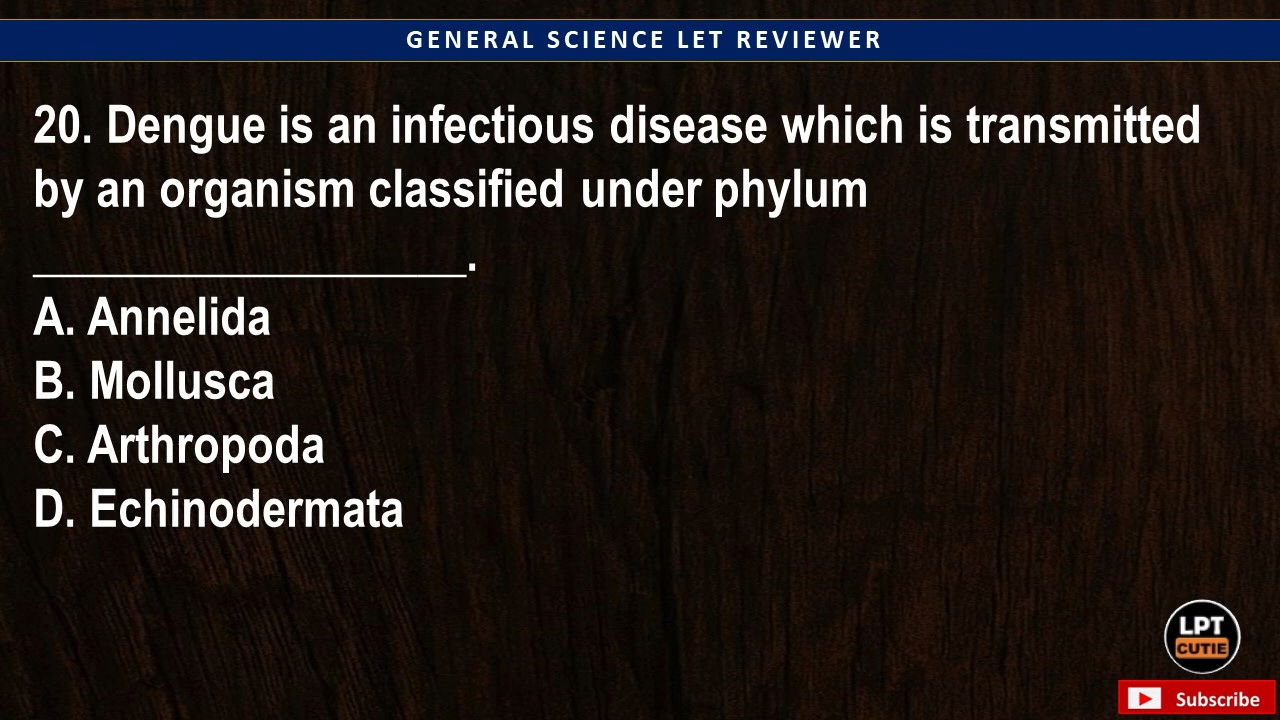 GENERAL SCIENCE LET REVIEWER
20. Dengue is an infectious disease which is transmitted
by an organism classified under phylum
_________________.
A. Annelida
B. Mollusca
C. Arthropoda
D. Echinodermata
LPT
CUTIE
Subscribe